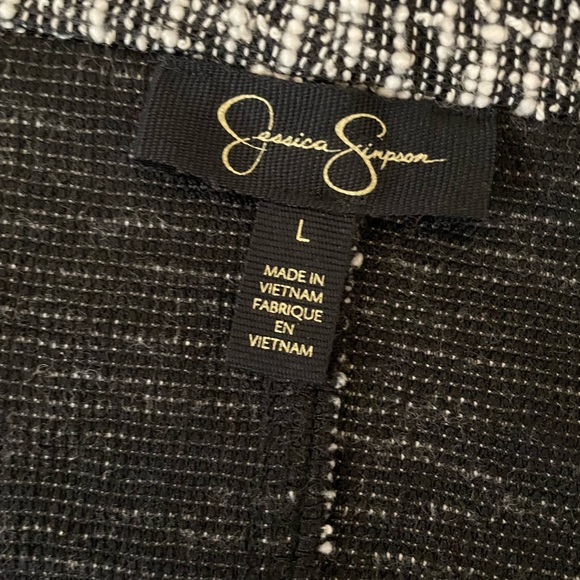 Jessica Simpson
L
MADE IN
VIETNAM
FABRIQUE
EN
VIETNAM